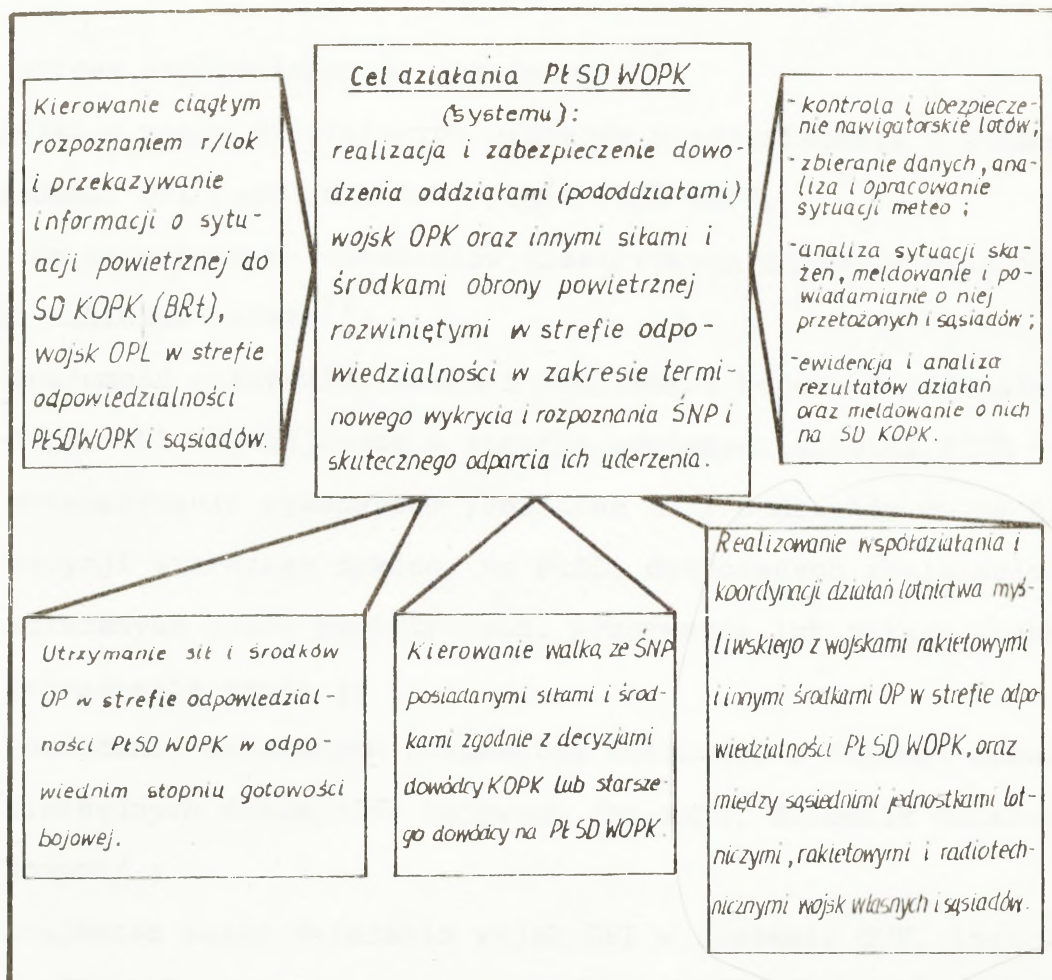 Cel działania PŁSD WOPK
(systemu):
realizacja i zabezpieczenie dowo-
dzenia oddziałami (pododdziałami)
wojsk OPK oraz innymi siłami i
środkami obrony powietrznej
rozwiniętymi w strefie odpo-
wiedzialności w zakresie termi-
nowego wykrycia i rozpoznania ŚNP i
skutecznego odparcia ich uderzenia.
Kierowanie ciągłym
rozpoznaniem r/lok
i przekazywanie
informacji o sytu-
acji powietrznej do
SD KOPK (BRt),
wojsk OPL w strefie
odpowiedzialności
PŁSDWOPK i sąsiadów.
- kontrola i ubezpiecze-
nie nawigatorskie lotów;
- zbieranie danych, ana-
liza i opracowanie
sytuacji meteo;
- analiza sytuacji ska-
żeń, meldowanie i po-
wiadamianie o niej
przełożonych i sąsiadów;
- ewidencja i analiza
rezultatów działań
oraz meldowanie o nich
na SD KOPK.
Utrzymanie sił i środków
OP w strefie odpowiedzial-
ności PŁSD WOPK w odpo-
wiednim stopniu gotowości
bojowej.
Kierowanie walką ze ŚNP
posiadanymi siłami i środ-
kami zgodnie z decyzjami
dowódcy KOPK lub starsze-
go dowódcy na PŁ SD WOPK.
Realizowanie współdziałania i
koordynacji działań lotnictwa myś-
liwskiego z wojskami rakietowymi
i innymi środkami OP w strefie odpo
wiedzialności PŁ SD WOPK, oraz
między sąsiednimi jednostkami lot-
niczymi, rakietowymi i radiotech-
nicznymi wojsk własnych i sąsiadów.